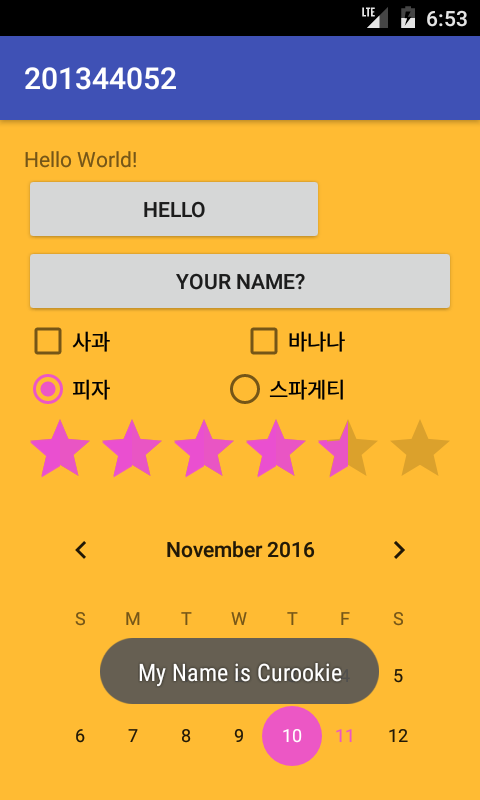 LTE 6:53
201344052
Hello World!
HELLO
YOUR NAME?
사과 바나나
피자 스파게티
November 2016
S M T W T F S
My Name is Curookie 5
6 7 8 9 10 11 12